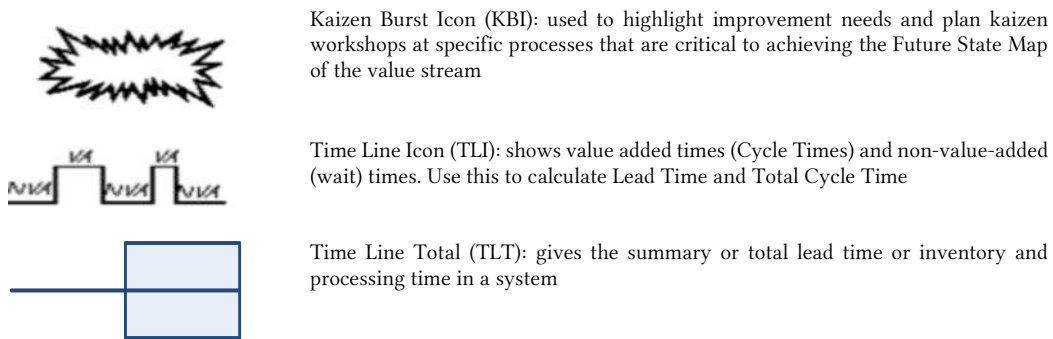 Kaizen Burst Icon (KBI): used to highlight improvement needs and plan kaizen
workshops at specific processes that are critical to achieving the Future State Map
of the value stream
VA VA
NVA NVA NVA
Time Line Icon (TLI): shows value added times (Cycle Times) and non-value-added
(wait) times. Use this to calculate Lead Time and Total Cycle Time
Time Line Total (TLT): gives the summary or total lead time or inventory and
processing time in a system